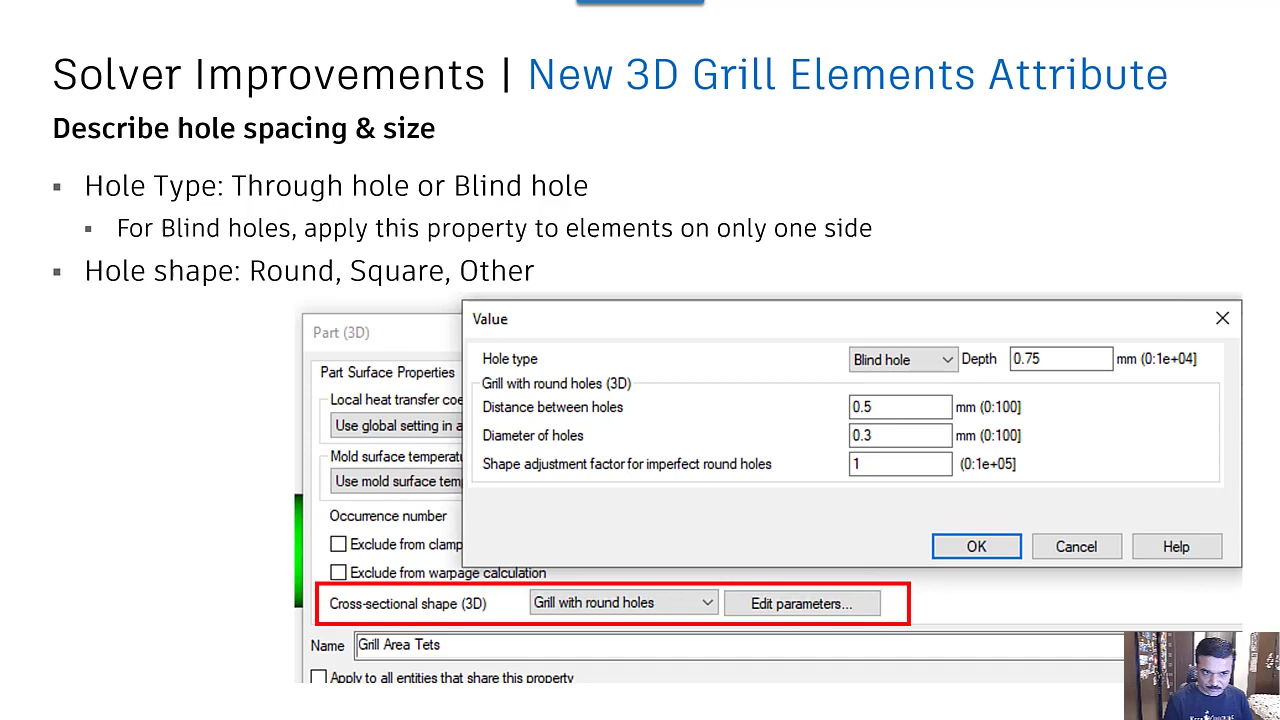 Solver Improvements | New 3D Grill Elements Attribute
Describe hole spacing & size
▪ Hole Type: Through hole or Blind hole
▪ For Blind holes, apply this property to elements on only one side
▪ Hole shape: Round, Square, Other
Part (3D)
Value
Hole type Blind hole Depth 0.75 mm (0:1e+04]
Part Surface Properties
Grill with round holes (3D)
Local heat transfer coe
Distance between holes 0.5 mm (0:100]
Use global setting in a
Diameter of holes 0.3 mm (0:100]
Mold surface temperatu
Shape adjustment factor for imperfect round holes 1 (0:1e+05]
Use mold surface temp
Occurrence number
Exclude from clamp
OK Cancel Help
Exclude from warpage calculation
Cross-sectional shape (3D) Grill with round holes Edit parameters...
Name Grill Area Tets
Apply to all entities that share this property